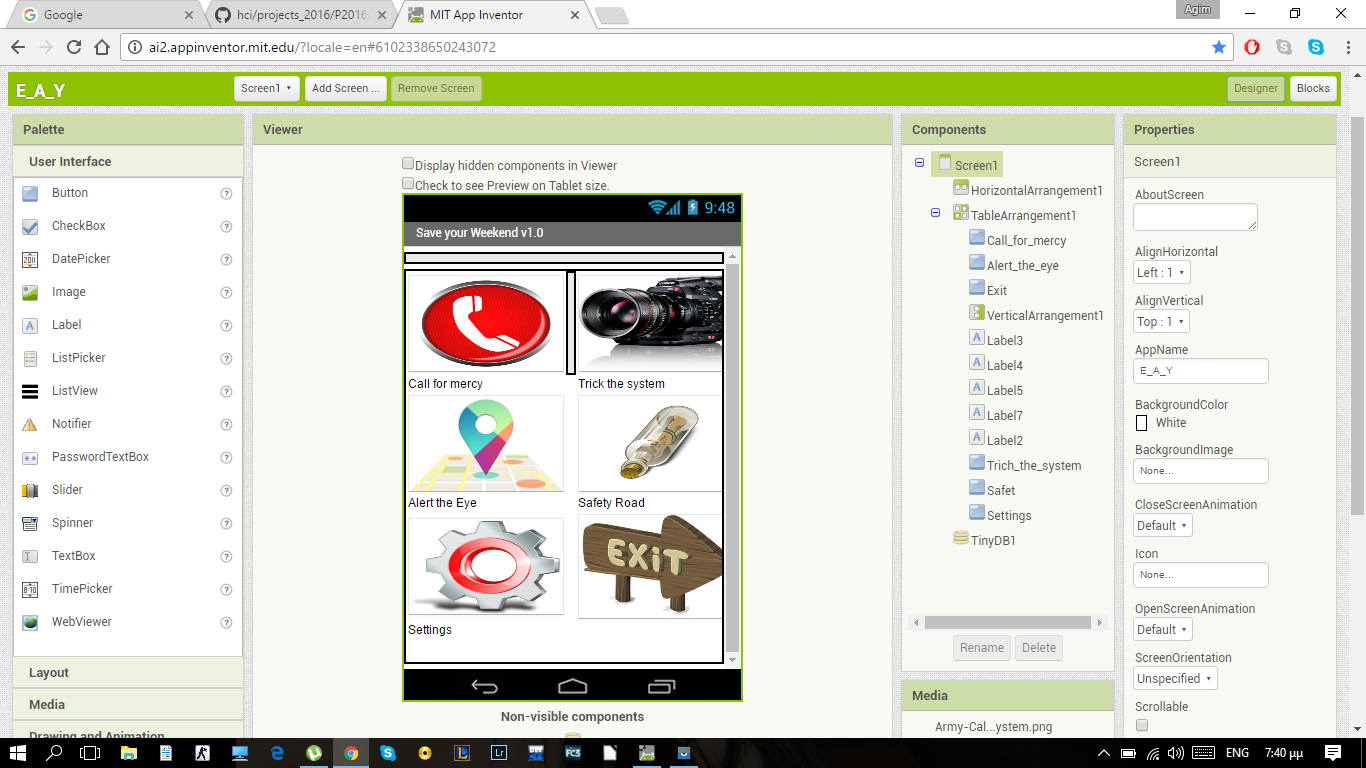 Google
hci/projects_2016/P2016
MIT App Inventor
Agim
ai2.appinventor.mit.edu/?locale=en#6102338650243072
E_A_Y
Screen1
Add Screen ...
Remove Screen
Designer
Blocks
Palette
User Interface
Button
CheckBox
DatePicker
Image
Label
ListPicker
ListView
Notifier
PasswordTextBox
Slider
Spinner
TextBox
TimePicker
WebViewer
Layout
Media
Drawing and Animation
Viewer
Display hidden components in Viewer
Check to see Preview on Tablet size.
9:48
Save your Weekend v1.0
Call for mercy
Trick the system
Alert the Eye
Safety Road
EXiT
Settings
Non-visible components
Components
Screen1
HorizontalArrangement1
TableArrangement1
Call_for_mercy
Alert_the_eye
Exit
VerticalArrangement1
Label3
Label4
Label5
Label7
Label2
Trich_the_system
Safet
Settings
TinyDB1
Rename
Delete
Media
Army-Cal...ystem.png
Properties
Screen1
AboutScreen
AlignHorizontal
Left : 1
AlignVertical
Top : 1
AppName
E_A_Y
BackgroundColor
White
BackgroundImage
None...
CloseScreenAnimation
Default
Icon
None...
OpenScreenAnimation
Default
ScreenOrientation
Unspecified
Scrollable
ENG
7:40 μμ